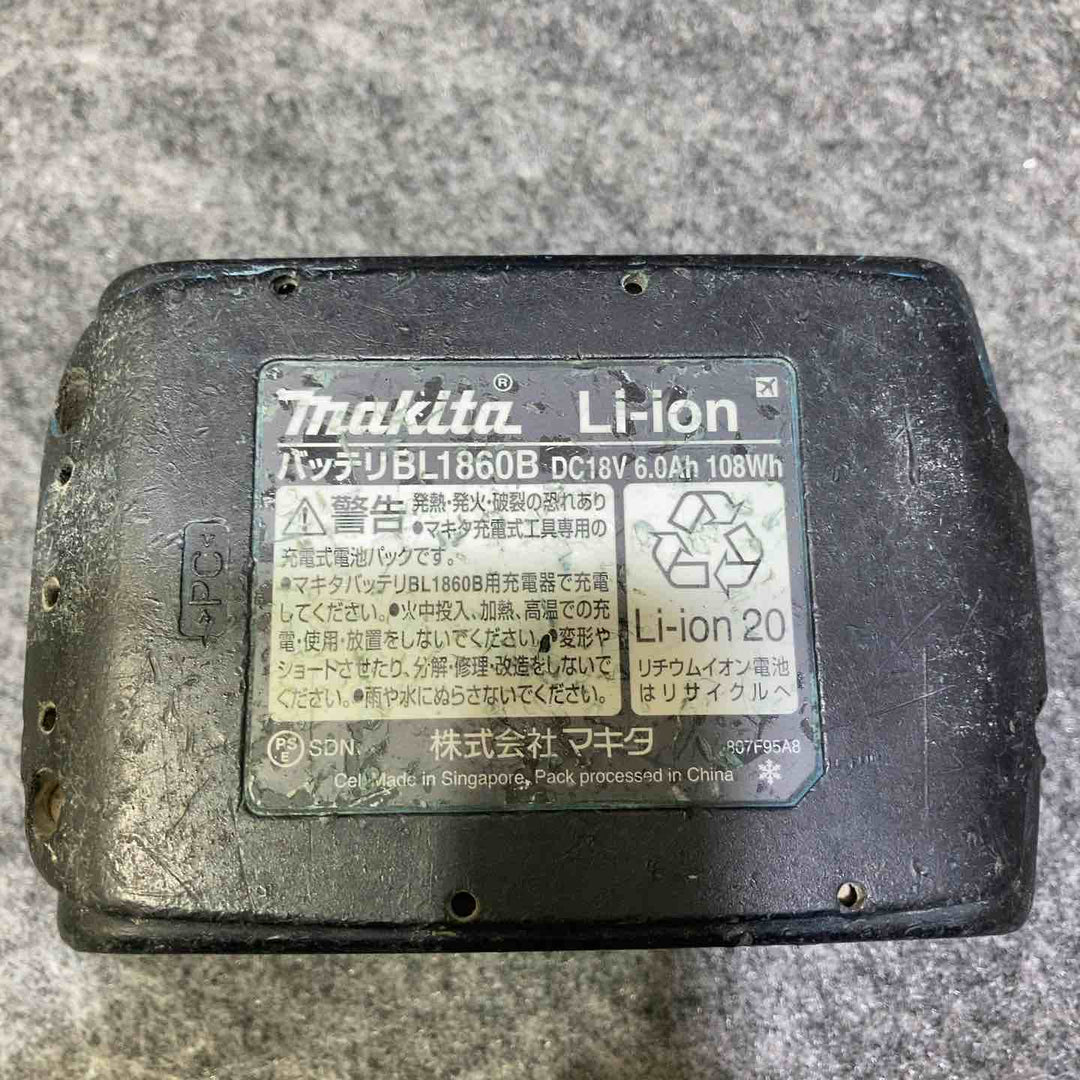 makita® Li-ion
バッテリBL1860B DC18V 6.0Ah 108Wh
警告 発熱・発火・破裂の恐れあり
●マキタ充電式工具専用の
充電式電池パックです。
●マキタバッテリBL1860B用充電器で充電
してください。●火中投入、加熱、高温での充
電・使用・放置をしないでください。●変形や
ショートさせたり、分解・修理・改造をしないで
ください。●雨や水にぬらさないでください。
Li-ion 20
リチウムイオン電池
はリサイクルへ
PSE SDN 株式会社マキタ 807F95A8
Cell Made in Singapore, Pack processed in China
>PC<